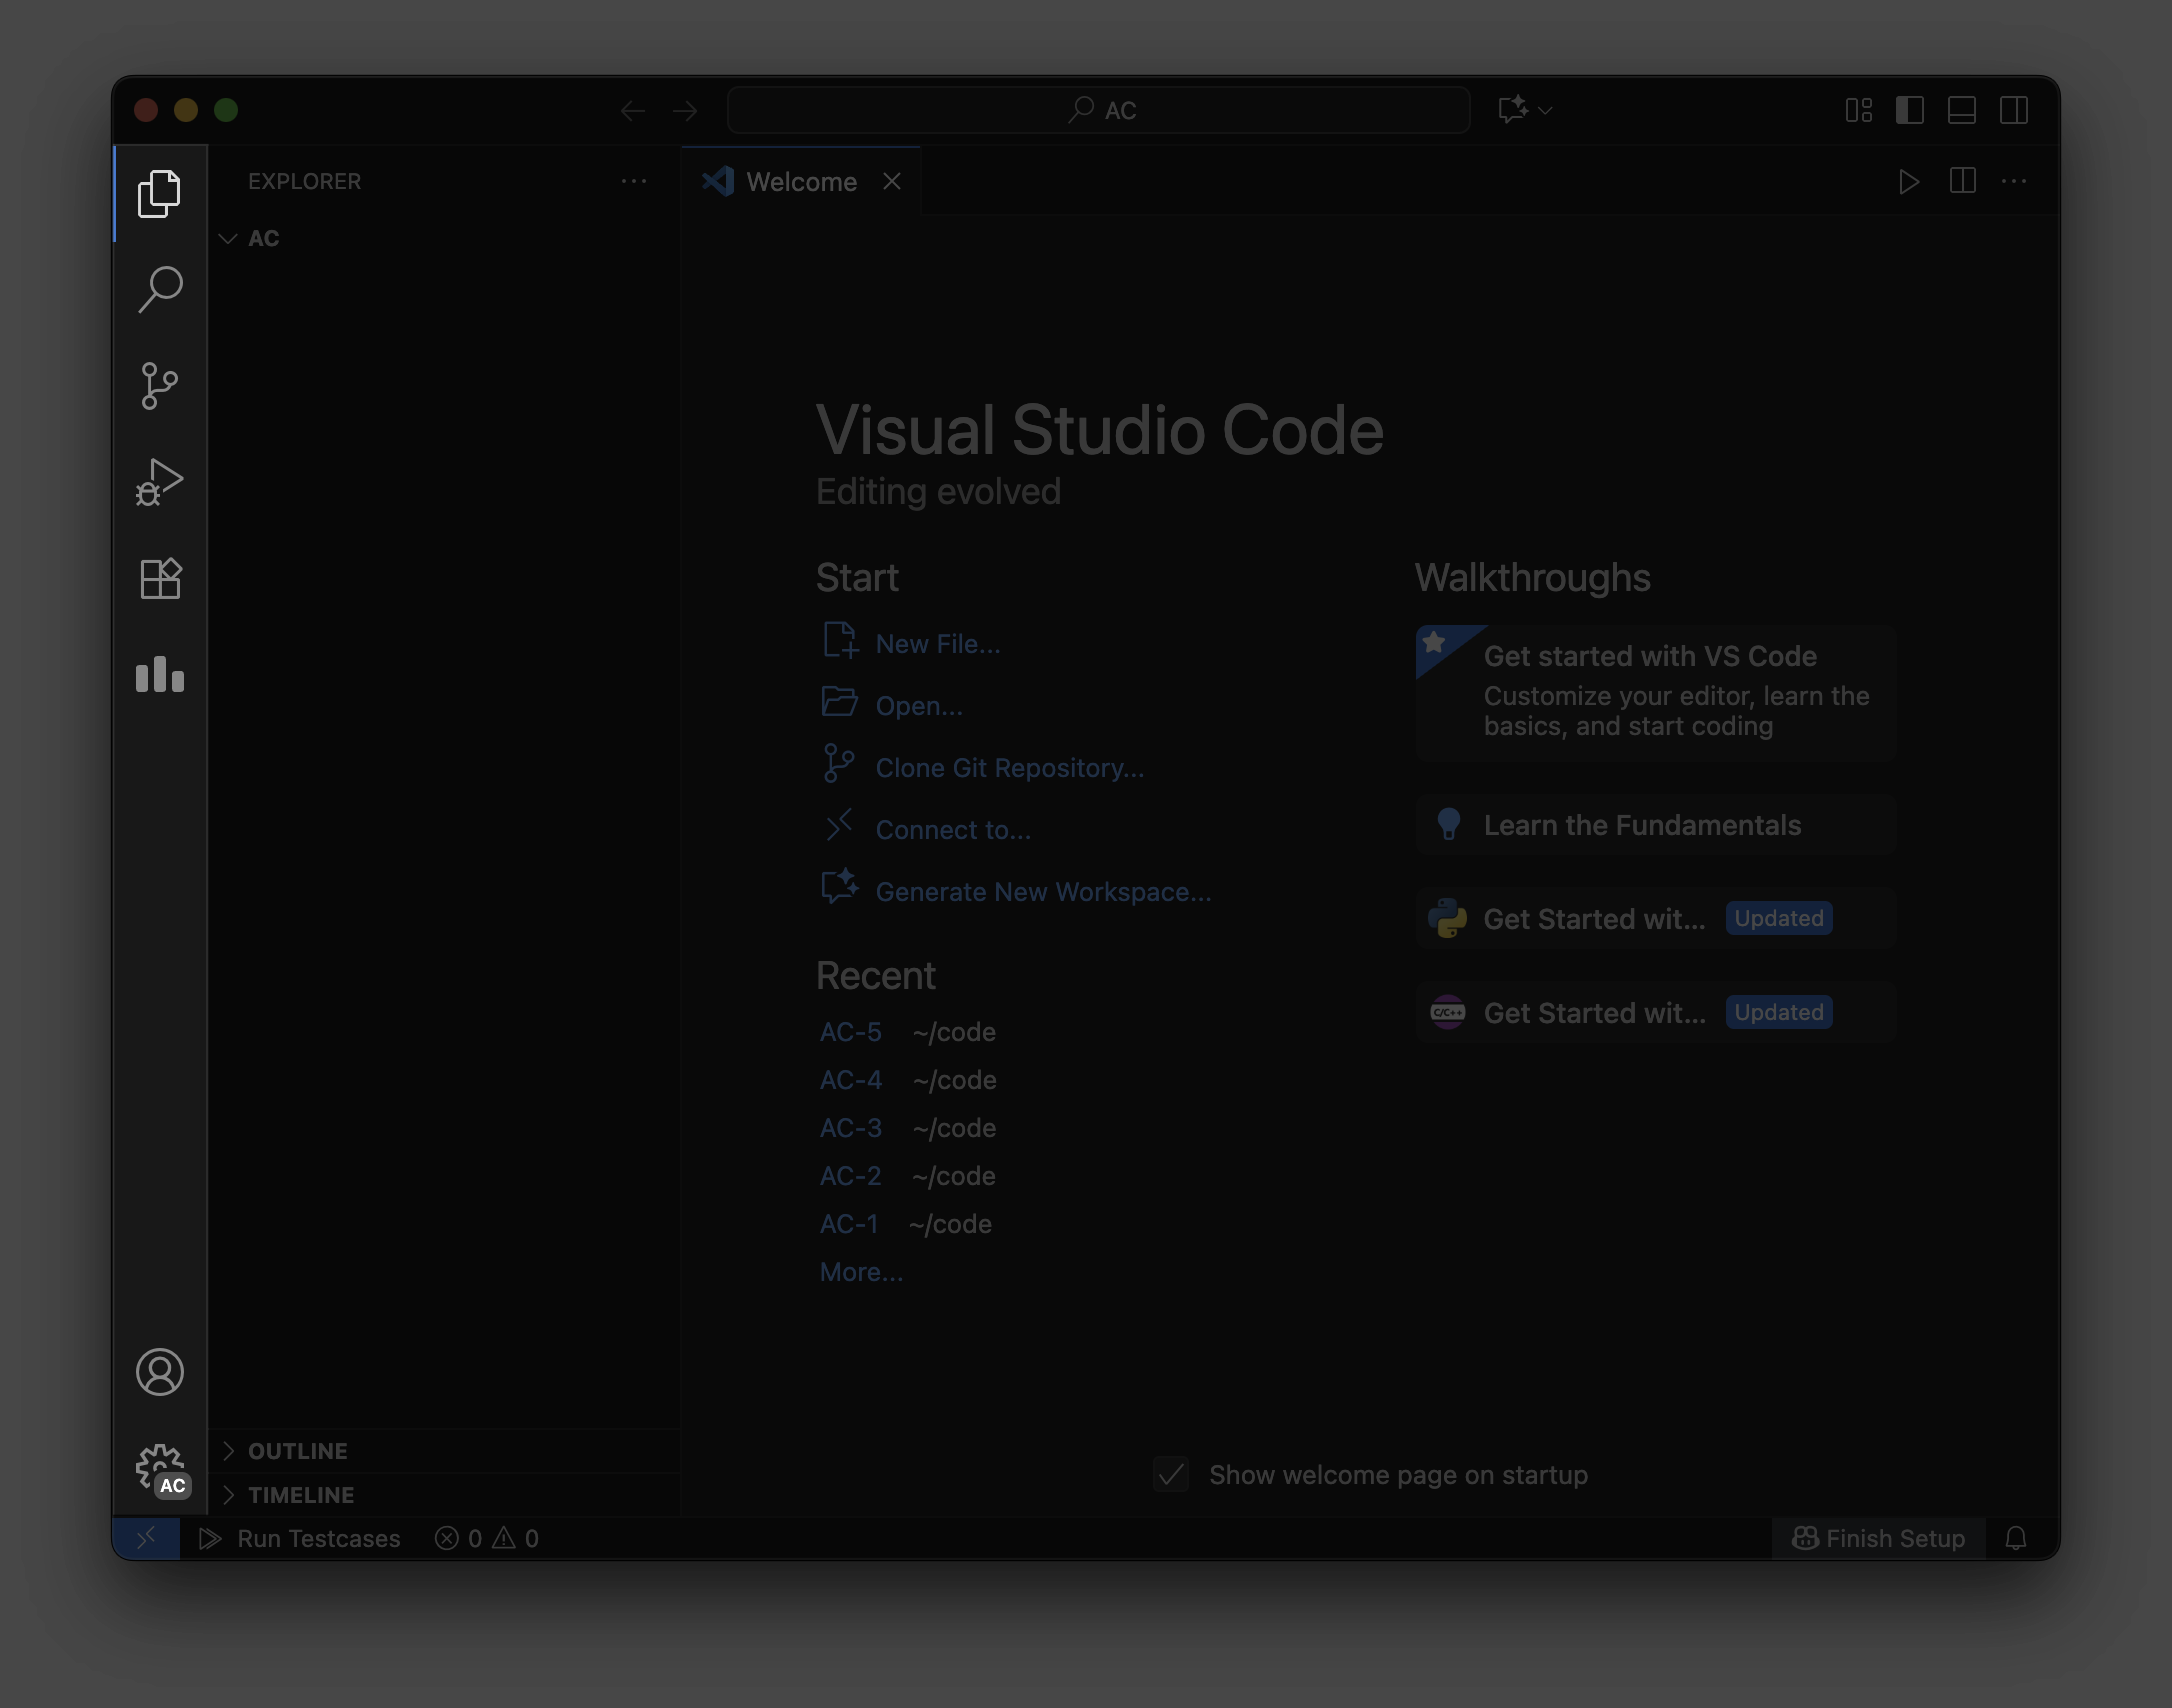 AC
EXPLORER
Welcome
AC
Visual Studio Code
Editing evolved
Start
New File...
Open...
Clone Git Repository...
Connect to...
Generate New Workspace...
Recent
AC-5 ~/code
AC-4 ~/code
AC-3 ~/code
AC-2 ~/code
AC-1 ~/code
More...
Walkthroughs
Get started with VS Code
Customize your editor, learn the
basics, and start coding
Learn the Fundamentals
Get Started wit... Updated
C/C++
Get Started wit... Updated
Show welcome page on startup
AC
OUTLINE
TIMELINE
Run Testcases 0 0
Finish Setup